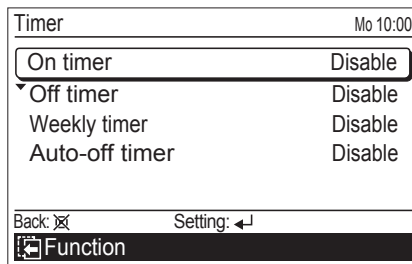 Timer Mo 10:00
On timer Disable
Off timer Disable
Weekly timer Disable
Auto-off timer Disable
Back: Setting:
Function